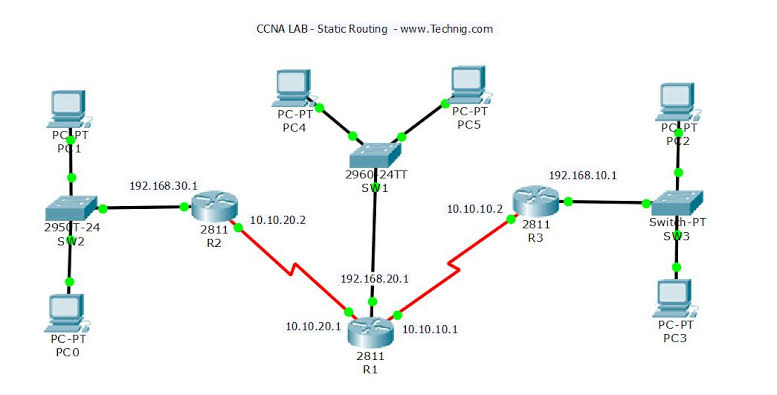 CCNA LAB - Static Routing - www.Technig.com
PC-PT
PC1
PC-PT
PC4
PC-PT
PC5
PC-PT
PC2
2960-24TT
SW1
192.168.30.1
192.168.10.1
2950T-24
SW2
2811
R2
10.10.20.2
10.10.10.2
2811
R3
Switch-PT
SW3
192.168.20.1
10.10.20.1
10.10.10.1
2811
R1
PC-PT
PC0
PC-PT
PC3